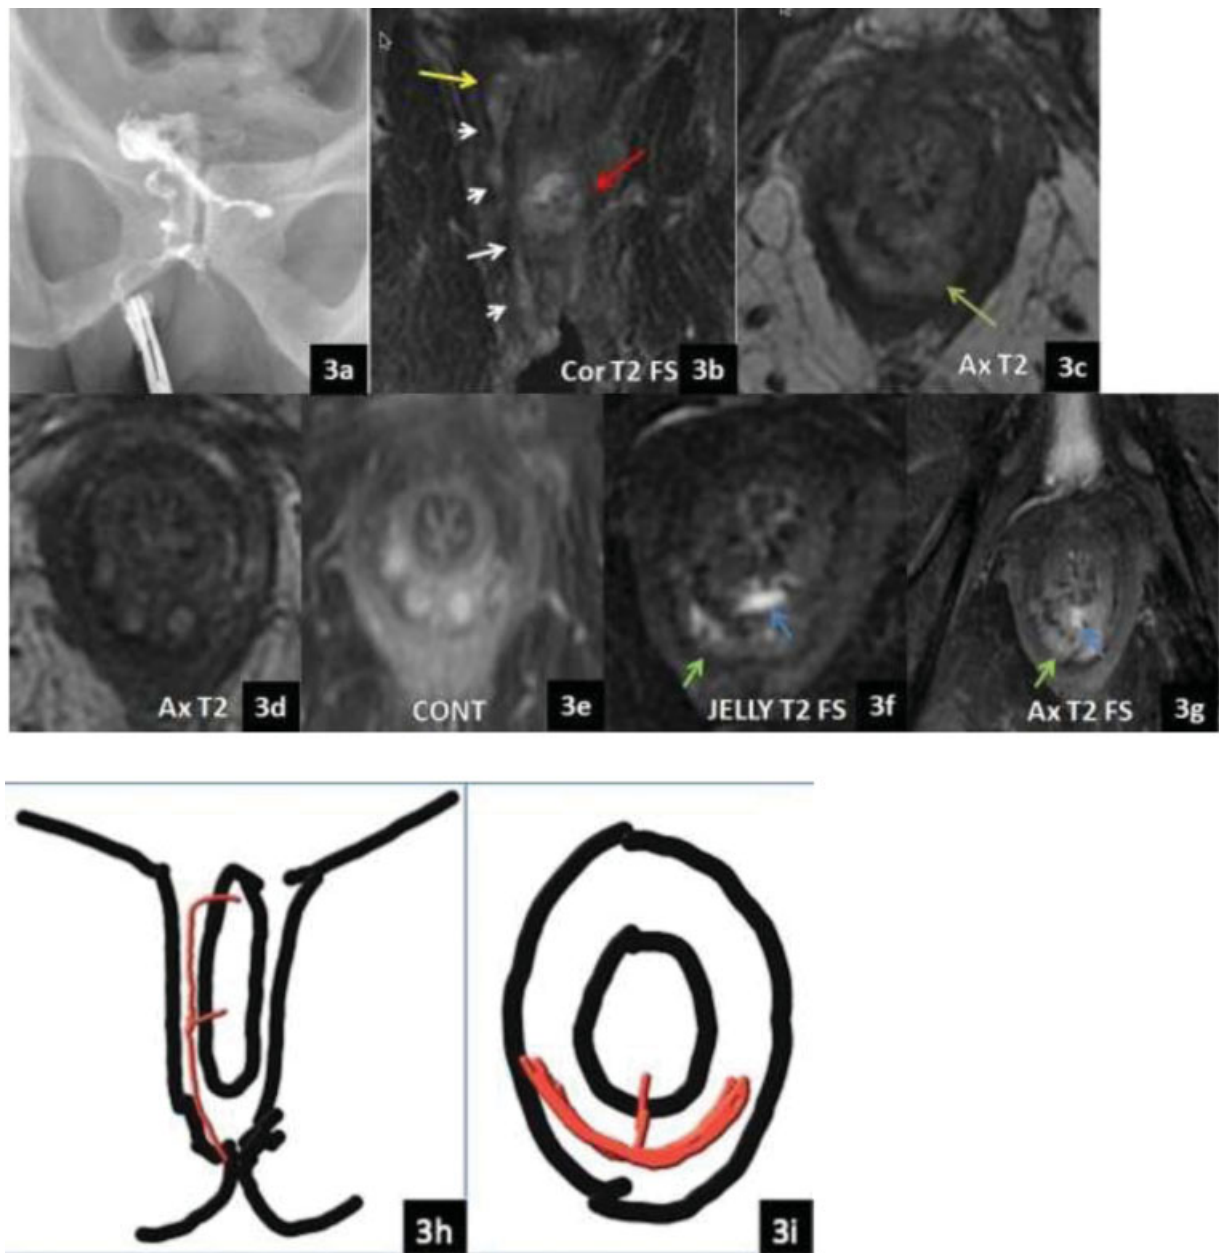 3a
Cor T2 FS 3b
Ax T2 3c
Ax T2 3d
CONT 3e
JELLY T2 FS 3f
Ax T2 FS 3g
3h
3i